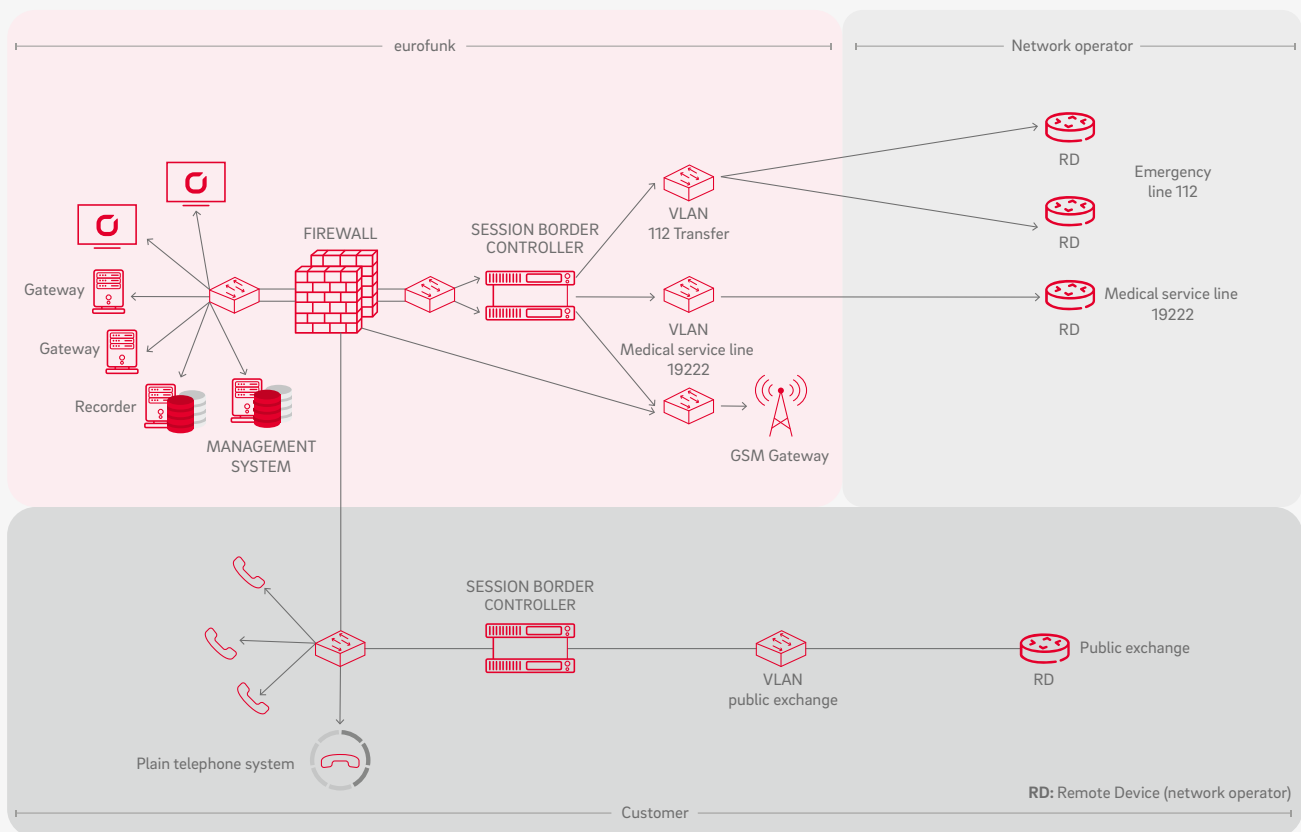 eurofunk
Network operator
RD
Emergency
line 112
RD
VLAN
112 Transfer
FIREWALL
SESSION BORDER
CONTROLLER
Gateway
Gateway
Recorder
MANAGEMENT
SYSTEM
VLAN
Medical service line
19222
Medical service line
19222
RD
GSM Gateway
SESSION BORDER
CONTROLLER
VLAN
public exchange
Public exchange
RD
Plain telephone system
RD: Remote Device (network operator)
Customer